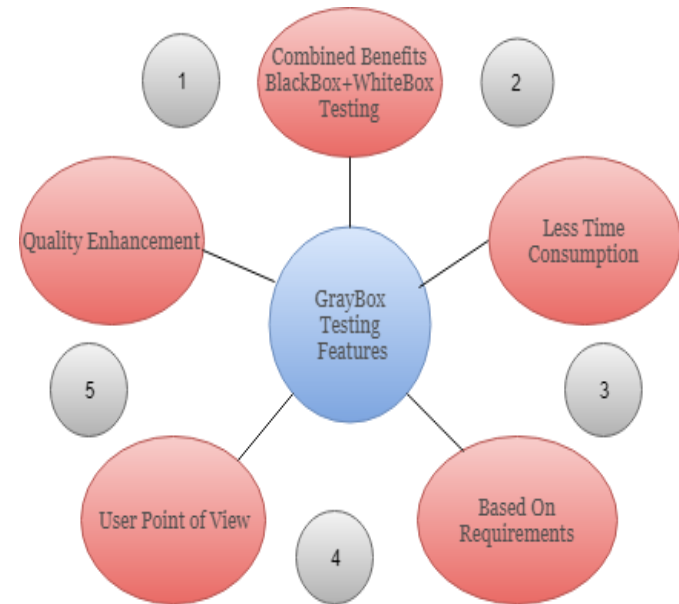 1
Combined Benefits
BlackBox+WhiteBox
Testing
2
Quality Enhancement
Less Time
Consumption
GrayBox
Testing
Features
5
3
User Point of View
Based On
Requirements
4